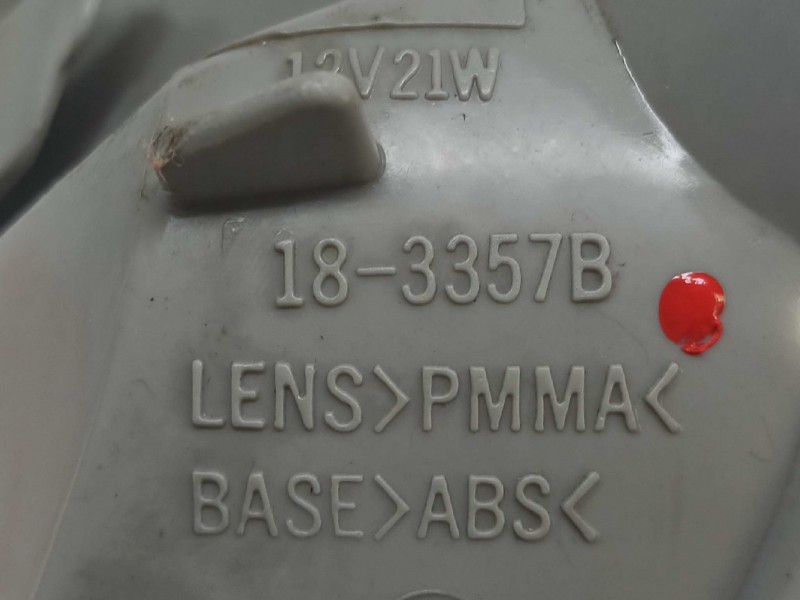 12V21W
18-3357B
LENS>PMMA<
BASE>ABS<